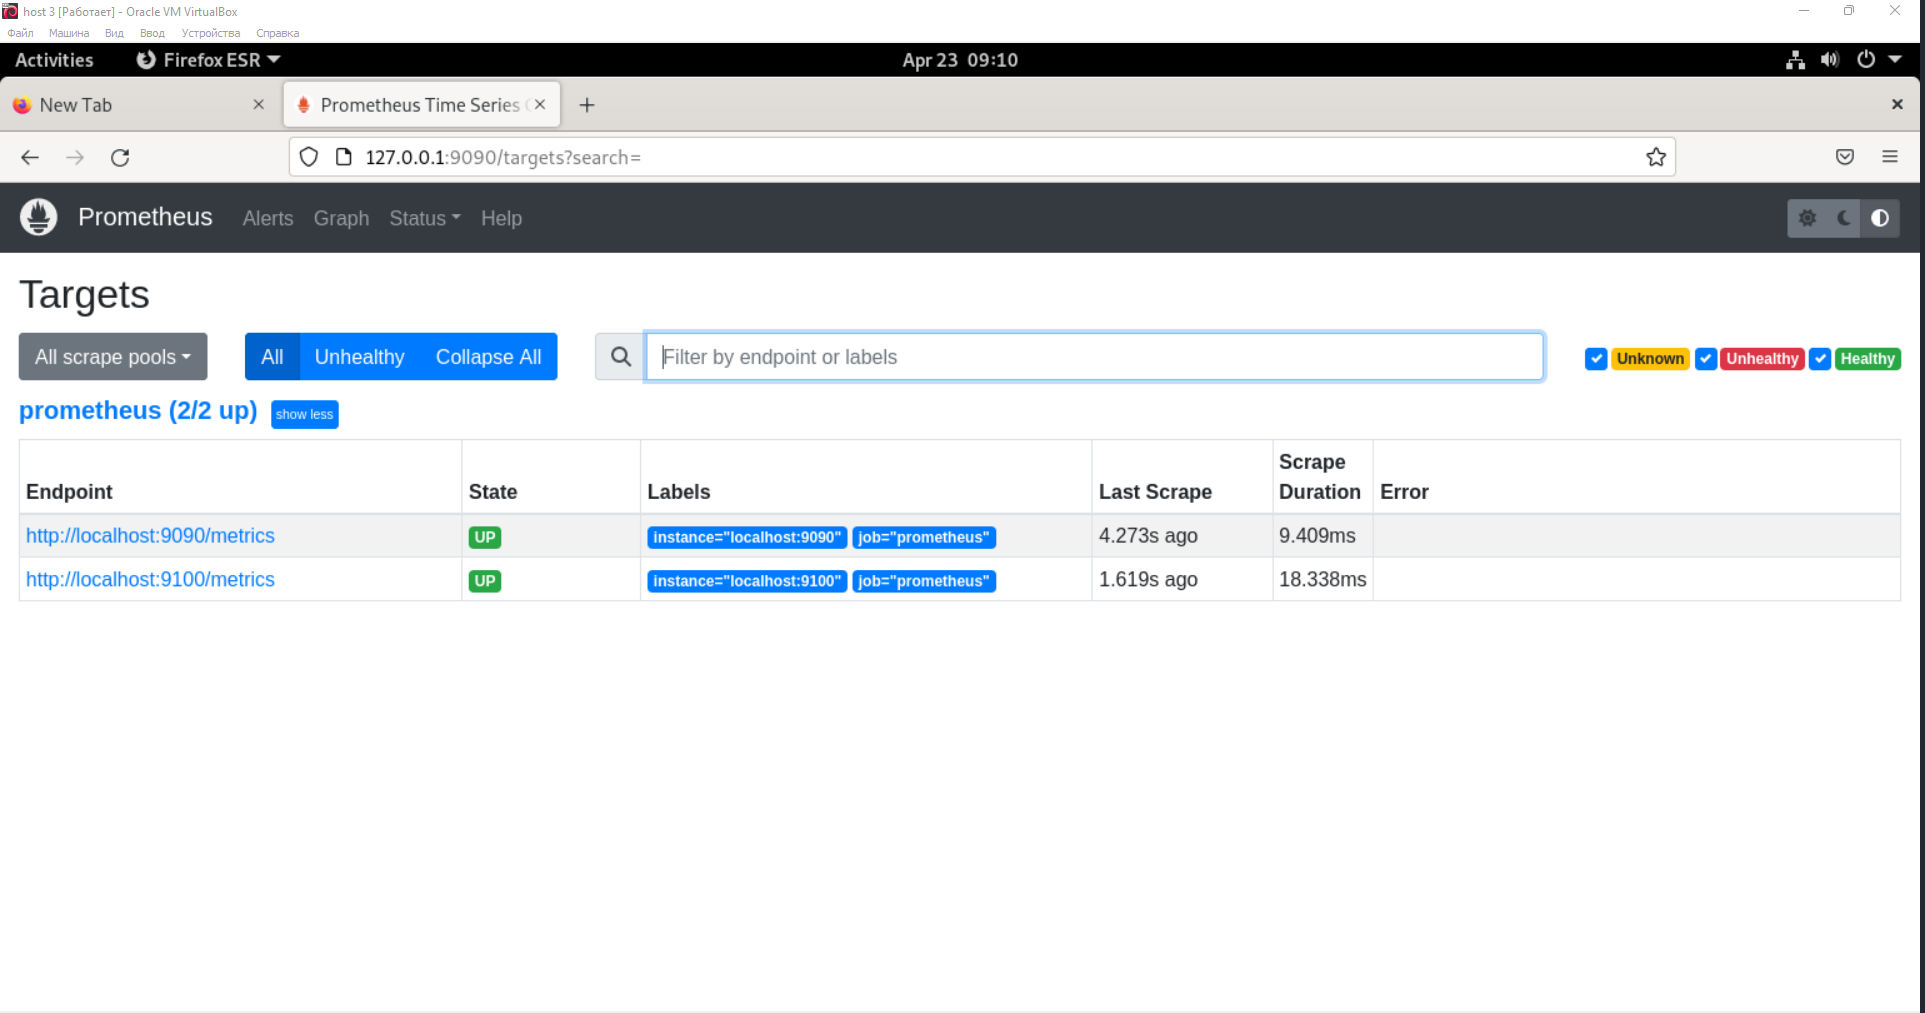 host 3 [Работает] - Oracle VM VirtualBox
Файл Машина Вид Ввод Устройства Справка
Activities Firefox ESR Apr 23 09:10
New Tab Prometheus Time Series
127.0.0.1:9090/targets?search=
Prometheus Alerts Graph Status Help
Targets
All scrape pools All Unhealthy Collapse All Filter by endpoint or labels Unknown Unhealthy Healthy
prometheus (2/2 up) show less
Endpoint State Labels Last Scrape Scrape Duration Error
http://localhost:9090/metrics UP instance="localhost:9090" job="prometheus" 4.273s ago 9.409ms
http://localhost:9100/metrics UP instance="localhost:9100" job="prometheus" 1.619s ago 18.338ms